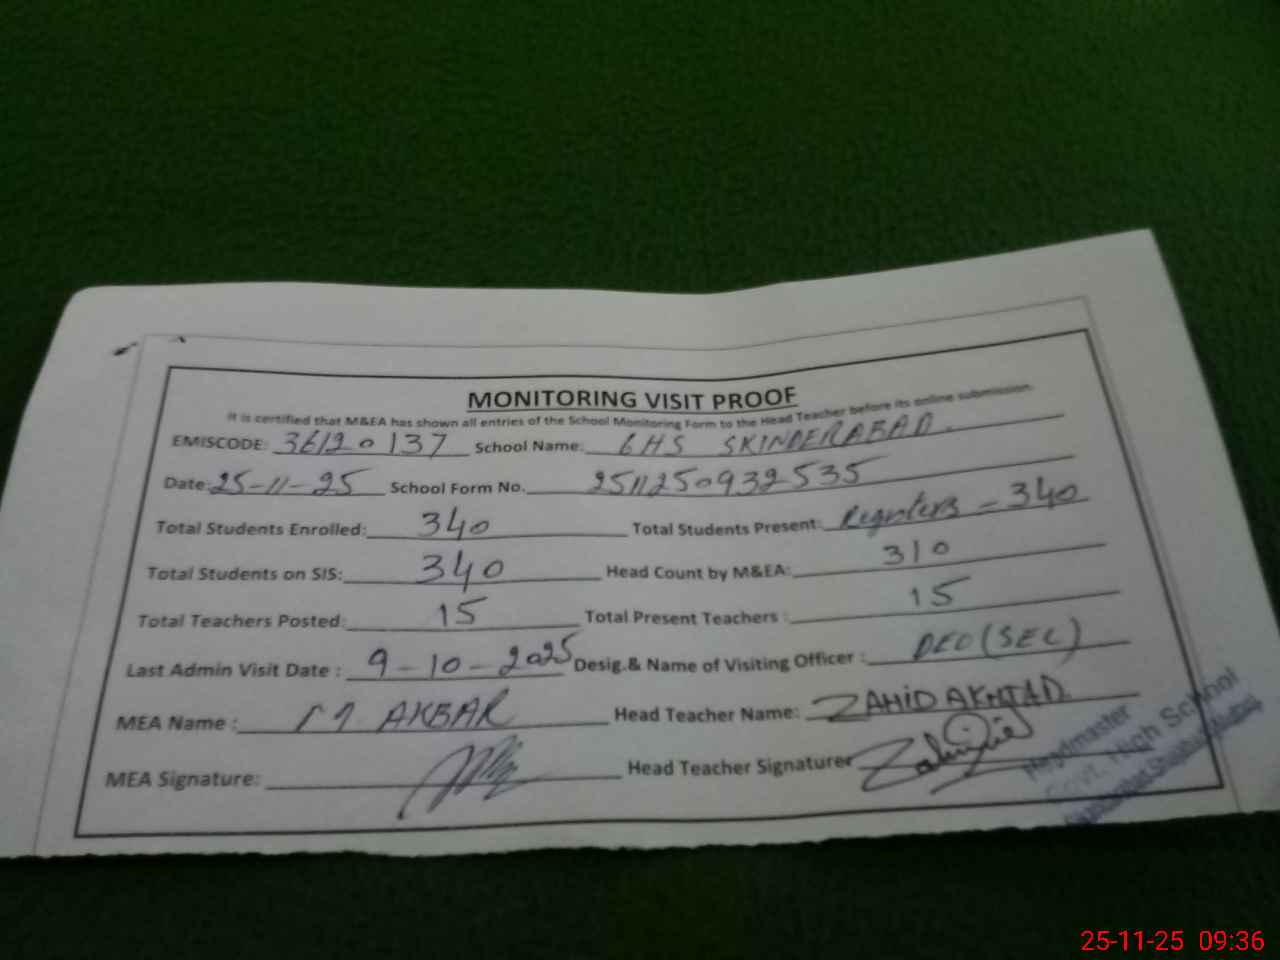 MONITORING VISIT PROOF
It is certified that M&EA has shown all entries of the School Monitoring Form to the Head Teacher before its online submission.
EMISCODE: 36120137 School Name: GHS SKINDERABAD.
Date: 25-11-25 School Form No. 2511250932535
Total Students Enrolled: 340 Total Students Present: Registers - 340
Total Students on SIS: 340 Head Count by M&EA: 310
Total Teachers Posted: 15 Total Present Teachers : 15
Last Admin Visit Date : 9-10-2025 Desig.& Name of Visiting Officer : DEO (SEC)
MEA Name : M AKBAR Head Teacher Name: ZAHID AKHTAR
MEA Signature: Head Teacher Signature
Headmaster
Govt. High School
25-11-25 09:36